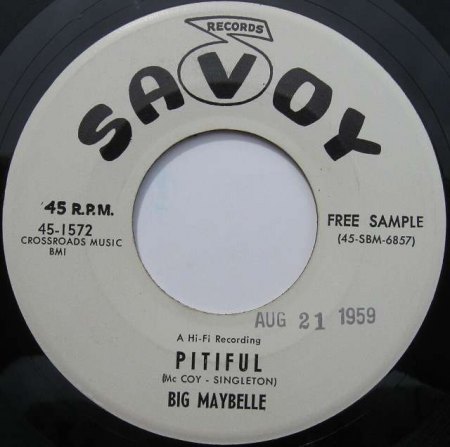 RECORDS
SAVOY
45 R.P.M.
45-1572
CROSSROADS MUSIC
BMI
FREE SAMPLE
(45-SBM-6857)
AUG 21 1959
A Hi-Fi Recording
PITIFUL
(Mc COY - SINGLETON)
BIG MAYBELLE